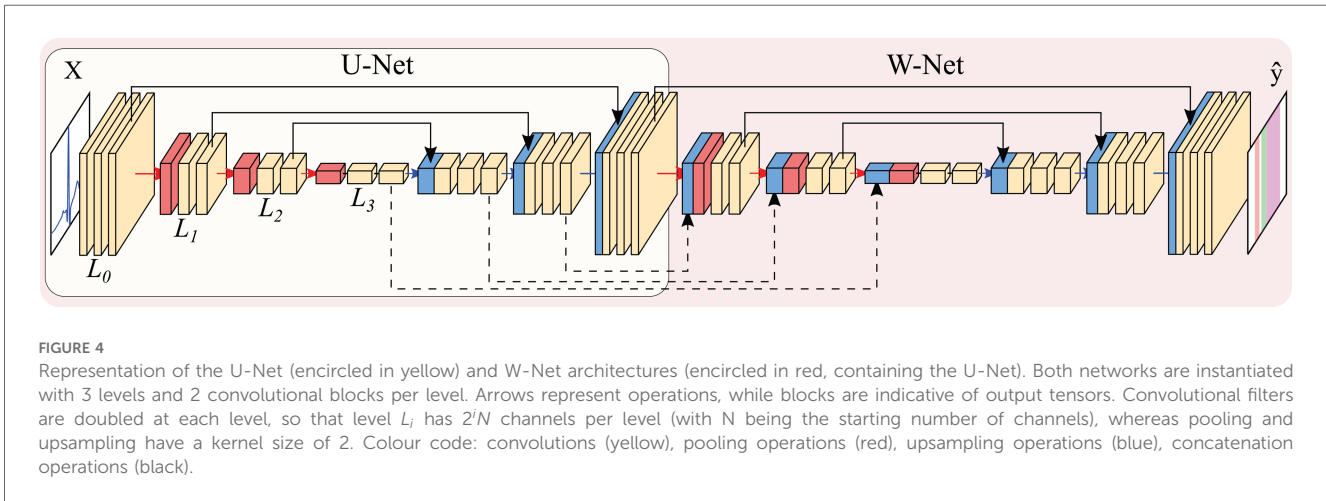 U-Net
W-Net
X
ŷ
L0
L1
L2
L3
FIGURE 4
Representation of the U-Net (encircled in yellow) and W-Net architectures (encircled in red, containing the U-Net). Both networks are instantiated
with 3 levels and 2 convolutional blocks per level. Arrows represent operations, while blocks are indicative of output tensors. Convolutional filters
are doubled at each level, so that level Li has 2^iN channels per level (with N being the starting number of channels), whereas pooling and
upsampling have a kernel size of 2. Colour code: convolutions (yellow), pooling operations (red), upsampling operations (blue), concatenation
operations (black).